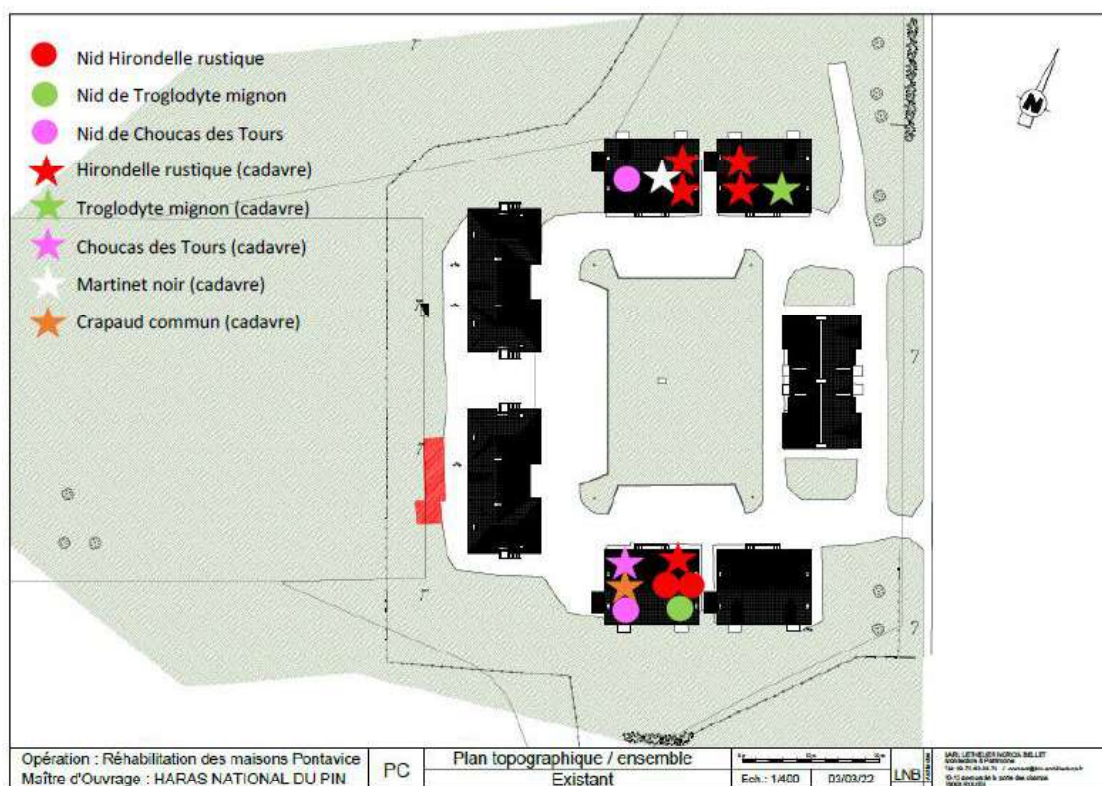 Nid Hirondelle rustique
Nid de Troglodyte mignon
Nid de Choucas des Tours
Hirondelle rustique (cadavre)
Troglodyte mignon (cadavre)
Choucas des Tours (cadavre)
Martinet noir (cadavre)
Crapaud commun (cadavre)
N
Opération : Réhabilitation des maisons Pontavice
Maître d'Ouvrage : HARAS NATIONAL DU PIN
PC
Plan topographique / ensemble
Existant
Ech.: 1/400
03/03/22
LNB